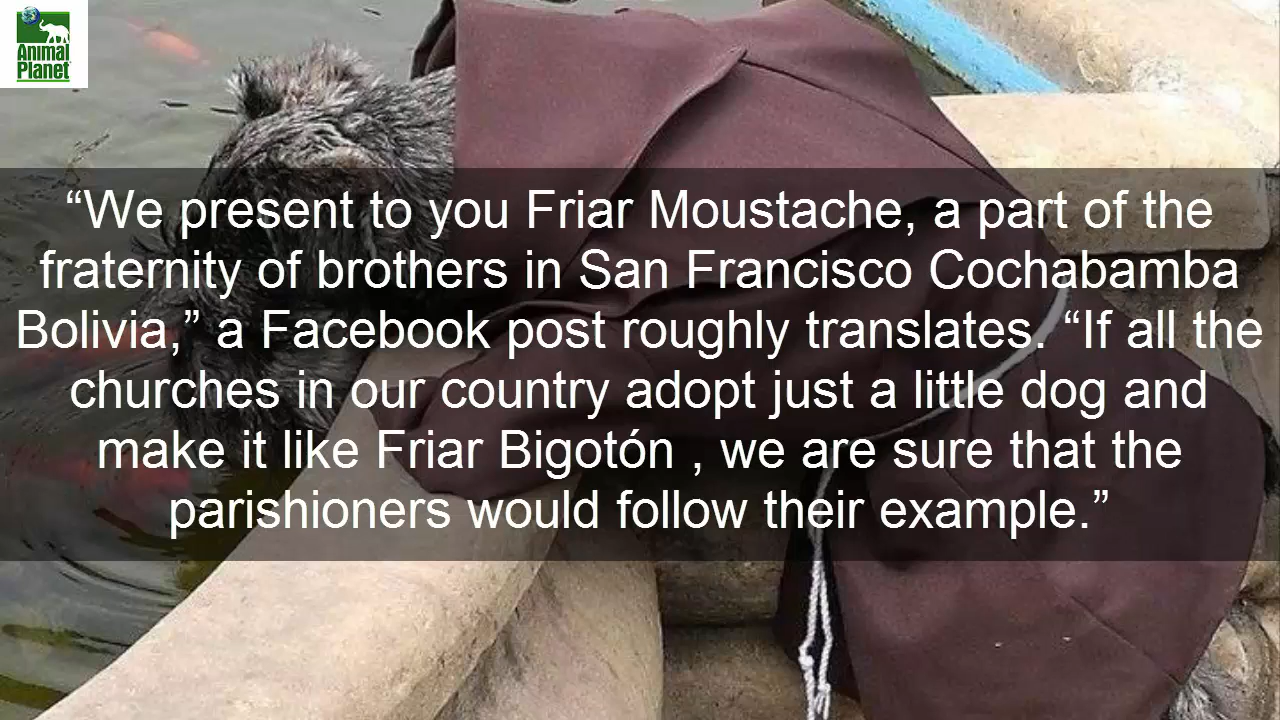 Animal
Planet
“We present to you Friar Moustache, a part of the
fraternity of brothers in San Francisco Cochabamba
Bolivia,” a Facebook post roughly translates. “If all the
churches in our country adopt just a little dog and
make it like Friar Bigotón , we are sure that the
parishioners would follow their example.”